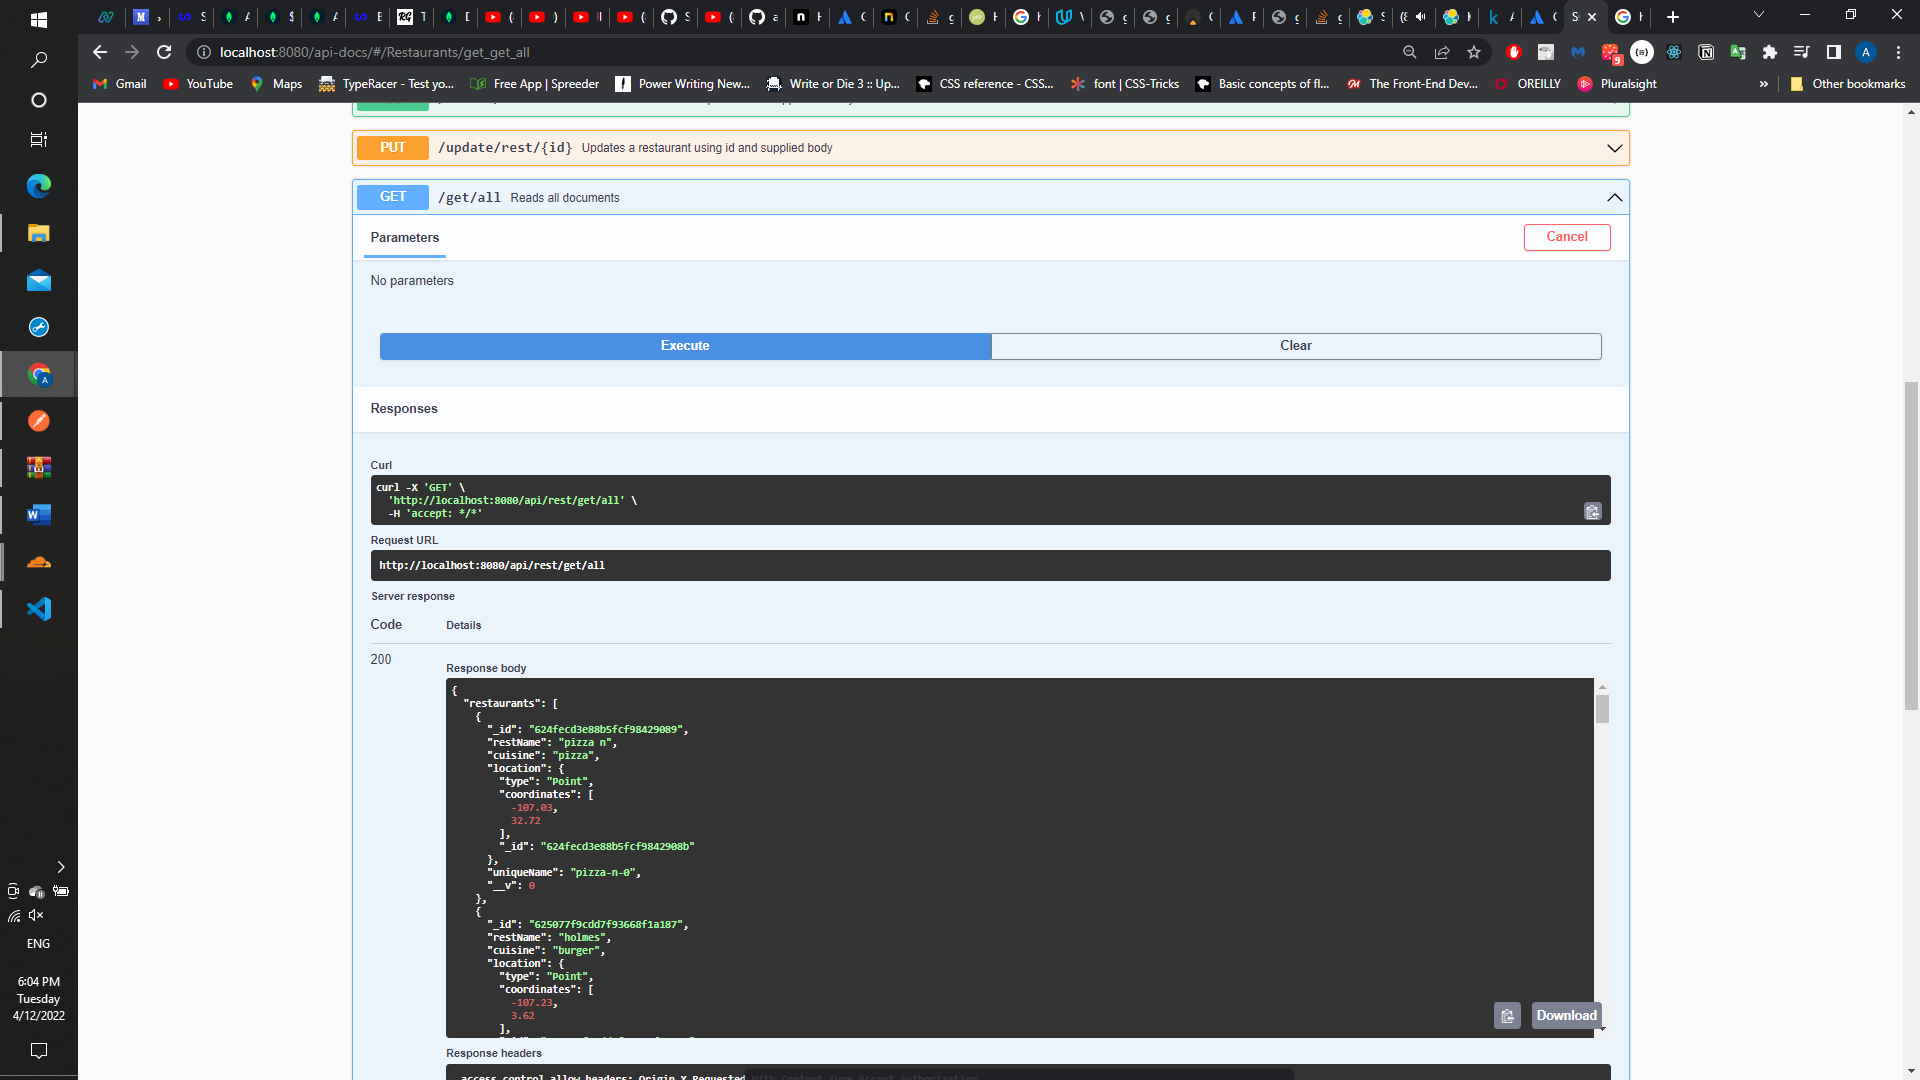 localhost:8080/api-docs/#/Restaurants/get_get_all
9
A
Gmail YouTube Maps TypeRacer - Test yo... Free App | Spreeder Power Writing New... Write or Die 3 :: Up... CSS reference - CSS... font | CSS-Tricks Basic concepts of fl... The Front-End Dev... OREILLY Pluralsight » Other bookmarks
PUT /update/rest/{id} Updates a restaurant using id and supplied body
GET /get/all Reads all documents
Parameters Cancel
No parameters
Execute Clear
Responses
Curl
curl -X 'GET' \
'http://localhost:8080/api/rest/get/all' \
-H 'accept: */*'
Request URL
http://localhost:8080/api/rest/get/all
Server response
Code Details
200
Response body
{
"restaurants": [
{
"_id": "624fecd3e88b5fcf98429089",
"restName": "pizza n",
"cuisine": "pizza",
"location": {
"type": "Point",
"coordinates": [
-107.03,
32.72
],
"_id": "624fecd3e88b5fcf9842908b"
},
"uniqueName": "pizza-n-0",
"__v": 0
},
{
"_id": "625077f9cdd7f93668f1a187",
"restName": "holmes",
"cuisine": "burger",
"location": {
"type": "Point",
"coordinates": [
-107.23,
3.62
],
Download
Response headers
access-control-allow-headers: Origin,X-Requested-With,Content-Type,Accept,Authorization
ENG
6:04 PM
Tuesday
4/12/2022